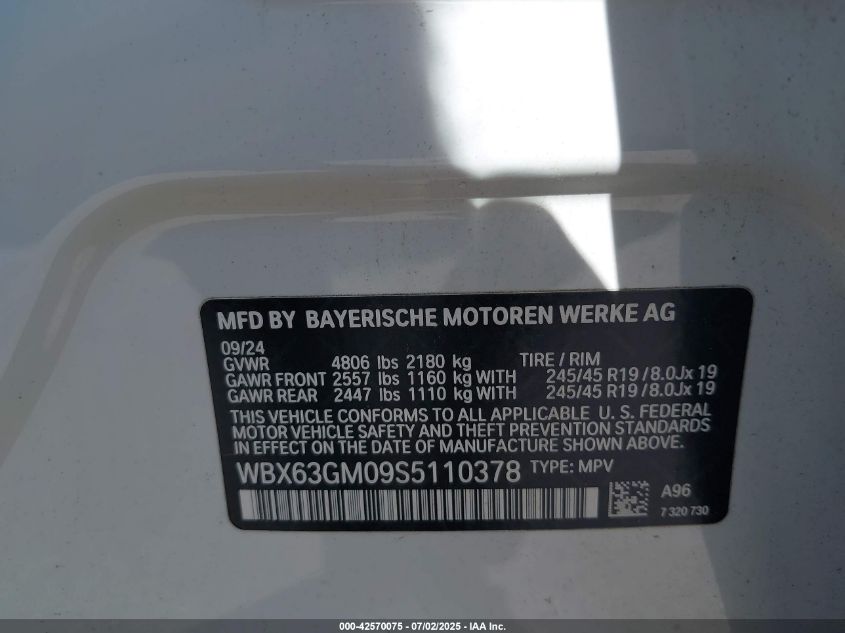 MFD BY BAYERISCHE MOTOREN WERKE AG
09/24
GVWR 4806 lbs 2180 kg TIRE / RIM
GAWR FRONT 2557 lbs 1160 kg WITH 245/45 R19 / 8.0Jx 19
GAWR REAR 2447 lbs 1110 kg WITH 245/45 R19 / 8.0Jx 19
THIS VEHICLE CONFORMS TO ALL APPLICABLE U. S. FEDERAL
MOTOR VEHICLE SAFETY AND THEFT PREVENTION STANDARDS
IN EFFECT ON THE DATE OF MANUFACTURE SHOWN ABOVE.
WBX63GM09S5110378 TYPE: MPV
A96
7 320 730
000-42570075 - 07/02/2025 - IAA Inc.